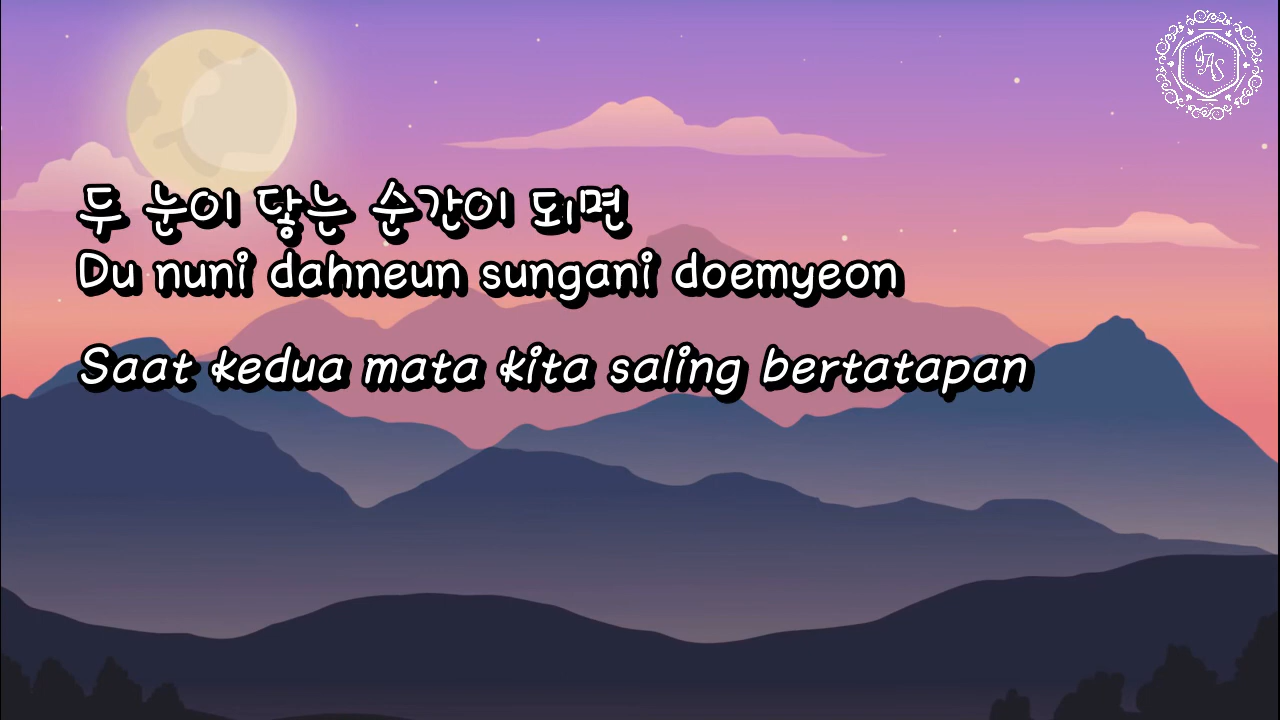 두 눈이 닿는 순간이 되면
Du nuni dahneun sungani doemyeon
Saat kedua mata kita saling bertatapan